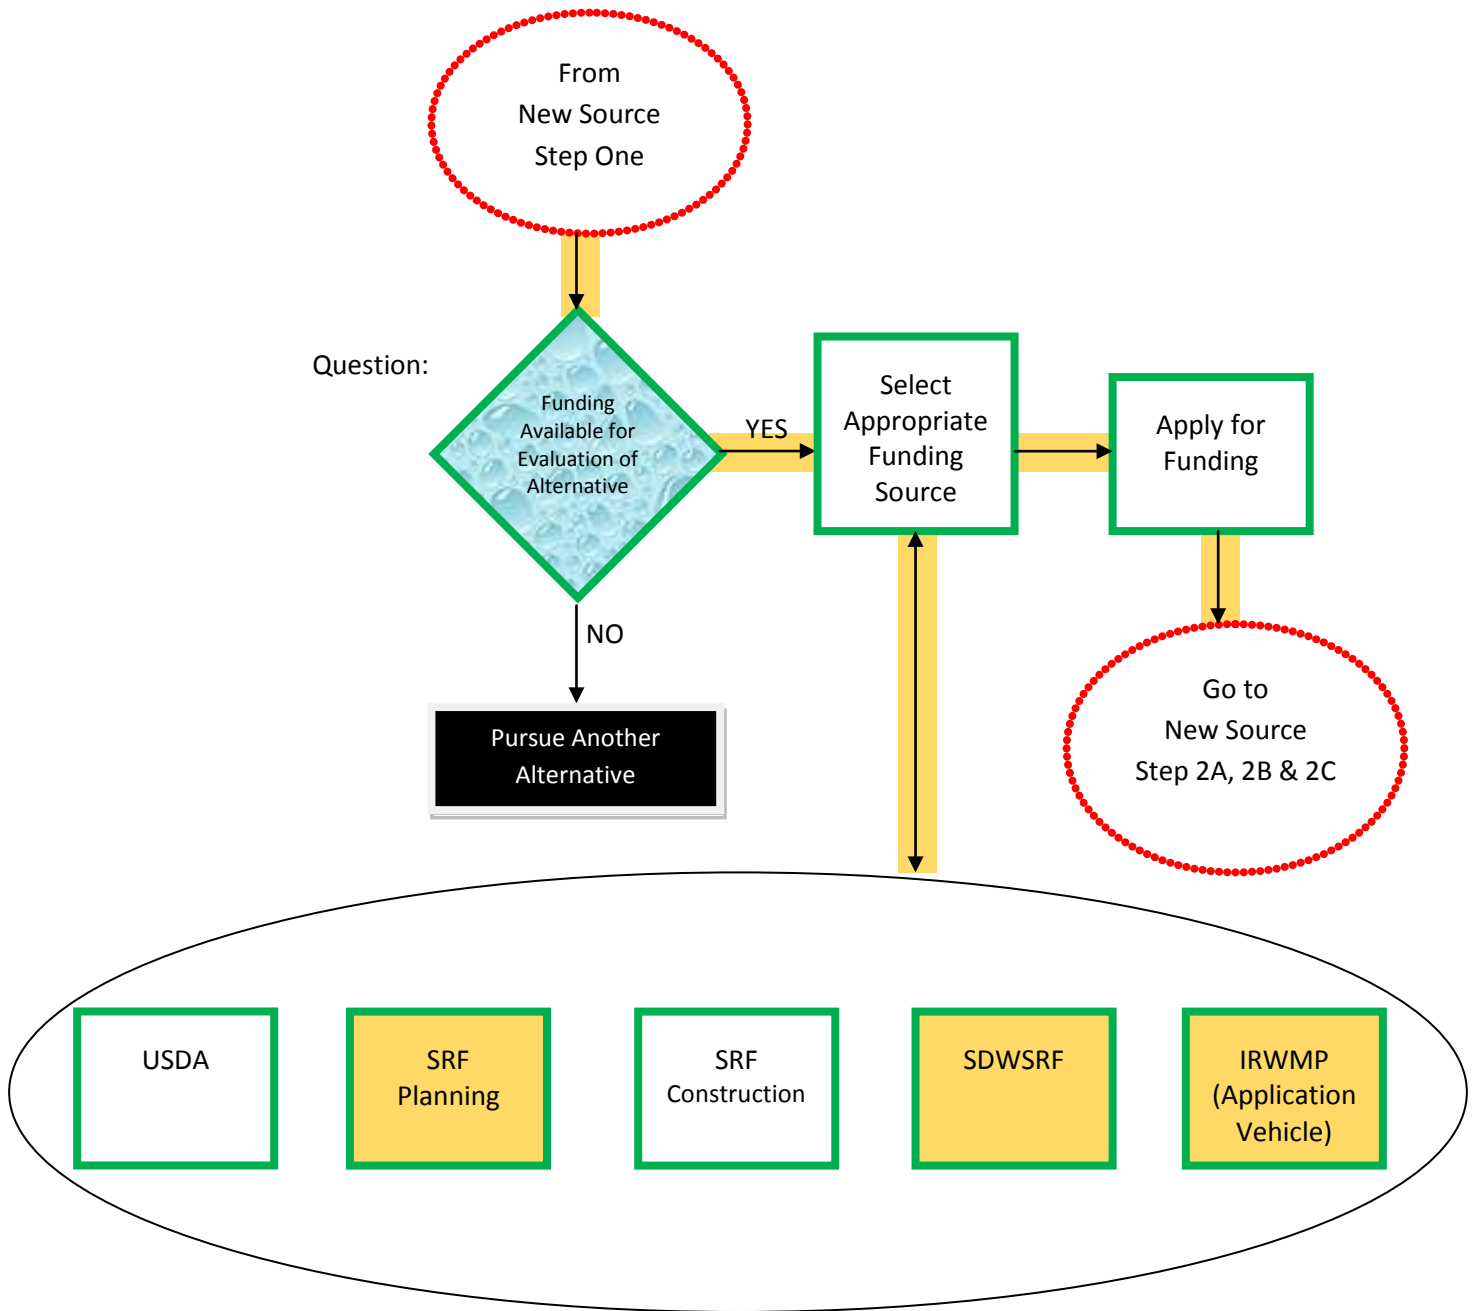 From
New Source
Step One
Question:
Funding
Available for
Evaluation of
Alternative
YES
Select
Appropriate
Funding
Source
Apply for
Funding
NO
Pursue Another
Alternative
Go to
New Source
Step 2A, 2B & 2C
USDA
SRF
Planning
SRF
Construction
SDWSRF
IRWMP
(Application
Vehicle)